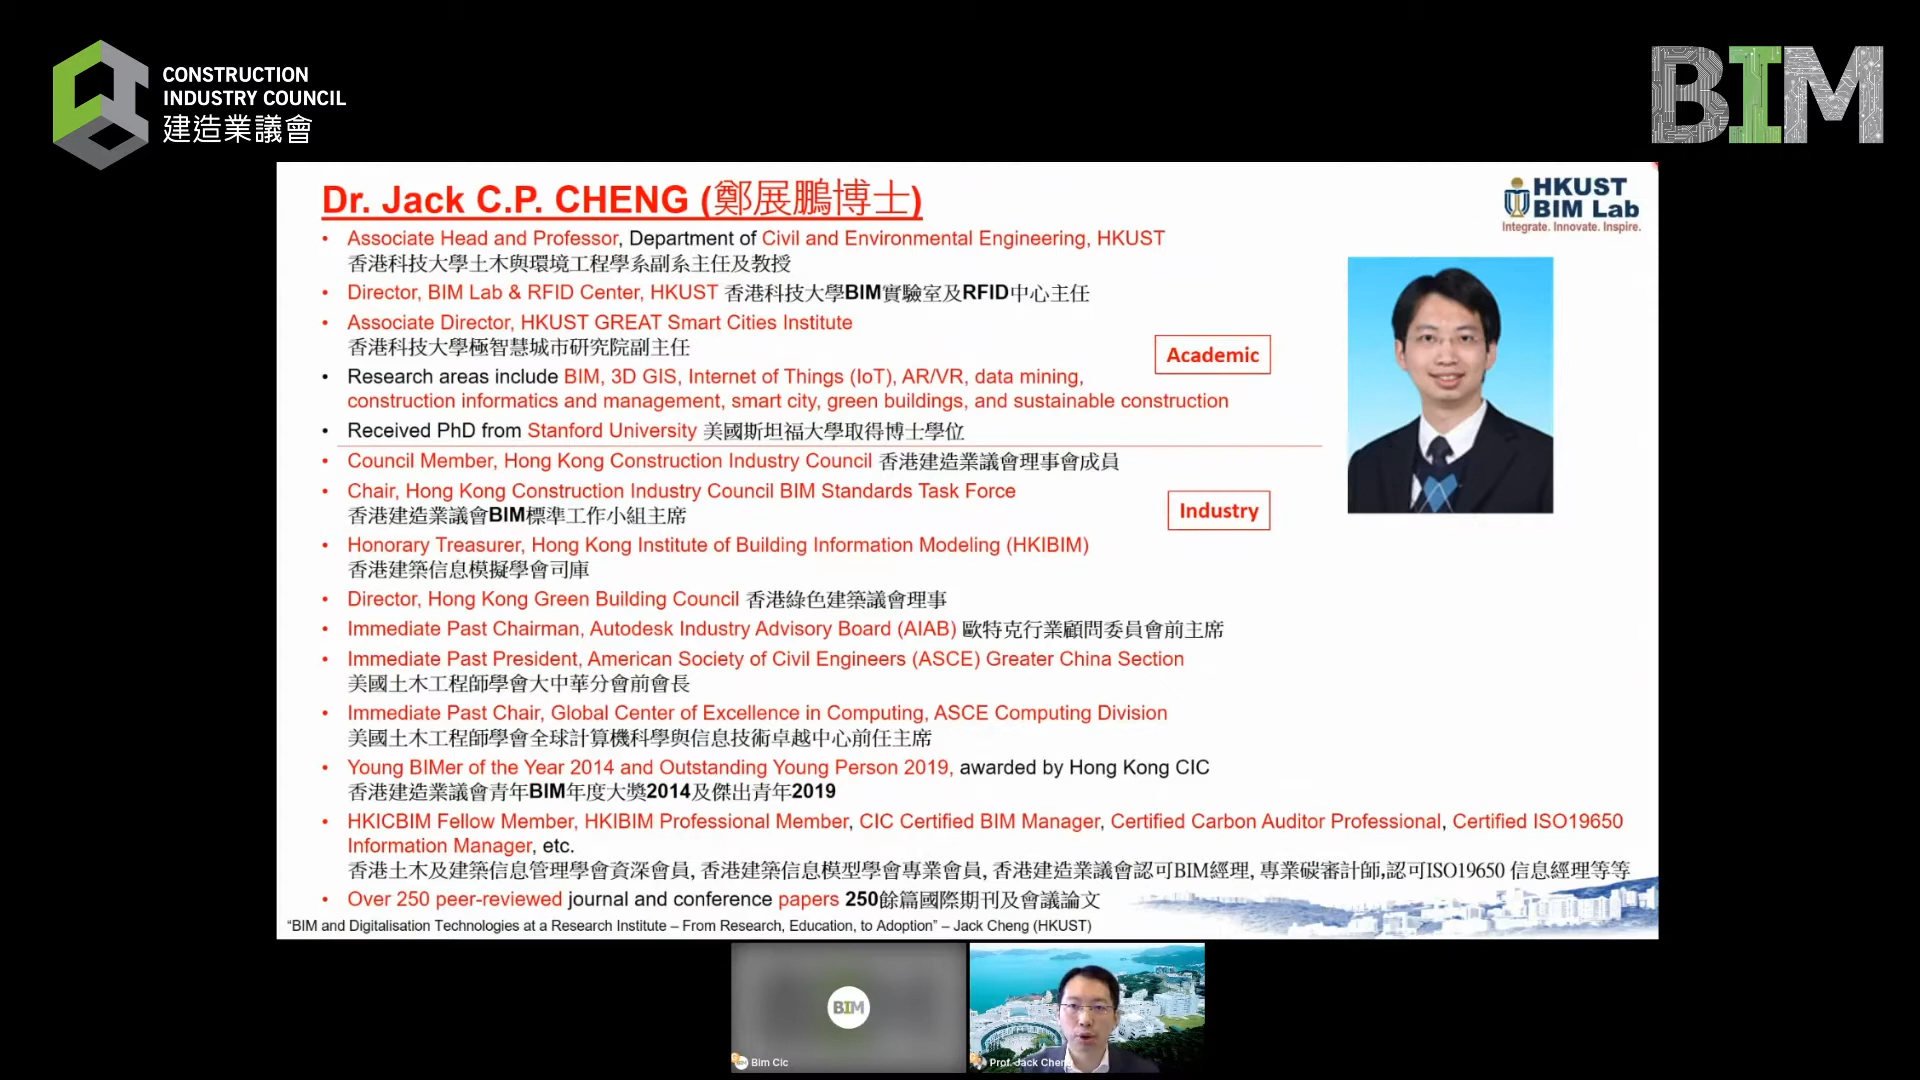 CONSTRUCTION
INDUSTRY COUNCIL
建造業議會
BIM
Dr. Jack C.P. CHENG (鄭展鵬博士)
HKUST
BIM Lab
Integrate. Innovate. Inspire.
• Associate Head and Professor, Department of Civil and Environmental Engineering, HKUST
香港科技大學土木與環境工程學系副系主任及教授
• Director, BIM Lab & RFID Center, HKUST 香港科技大學BIM實驗室及RFID中心主任
• Associate Director, HKUST GREAT Smart Cities Institute
香港科技大學極智慧城市研究院副主任
Academic
• Research areas include BIM, 3D GIS, Internet of Things (IoT), AR/VR, data mining,
construction informatics and management, smart city, green buildings, and sustainable construction
• Received PhD from Stanford University 美國斯坦福大學取得博士學位
• Council Member, Hong Kong Construction Industry Council 香港建造業議會理事會成員
• Chair, Hong Kong Construction Industry Council BIM Standards Task Force
香港建造業議會BIM標準工作小組主席
Industry
• Honorary Treasurer, Hong Kong Institute of Building Information Modeling (HKIBIM)
香港建築信息模擬學會司庫
• Director, Hong Kong Green Building Council 香港綠色建築議會理事
• Immediate Past Chairman, Autodesk Industry Advisory Board (AIAB) 歐特克行業顧問委員會前主席
• Immediate Past President, American Society of Civil Engineers (ASCE) Greater China Section
美國土木工程師學會大中華分會前會長
• Immediate Past Chair, Global Center of Excellence in Computing, ASCE Computing Division
美國土木工程師學會全球計算機科學與信息技術卓越中心前任主席
• Young BIMer of the Year 2014 and Outstanding Young Person 2019, awarded by Hong Kong CIC
香港建造業議會青年BIM年度大獎2014及傑出青年2019
• HKICBIM Fellow Member, HKIBIM Professional Member, CIC Certified BIM Manager, Certified Carbon Auditor Professional, Certified ISO19650
Information Manager, etc.
香港土木及建築信息管理學會資深會員, 香港建築信息模型學會專業會員, 香港建造業議會認可BIM經理, 專業碳審計師,認可ISO19650 信息經理等等
• Over 250 peer-reviewed journal and conference papers 250餘篇國際期刊及會議論文
“BIM and Digitalisation Technologies at a Research Institute – From Research, Education, to Adoption” – Jack Cheng (HKUST)
BIM
Bim Cic
Prof. Jack Cheng